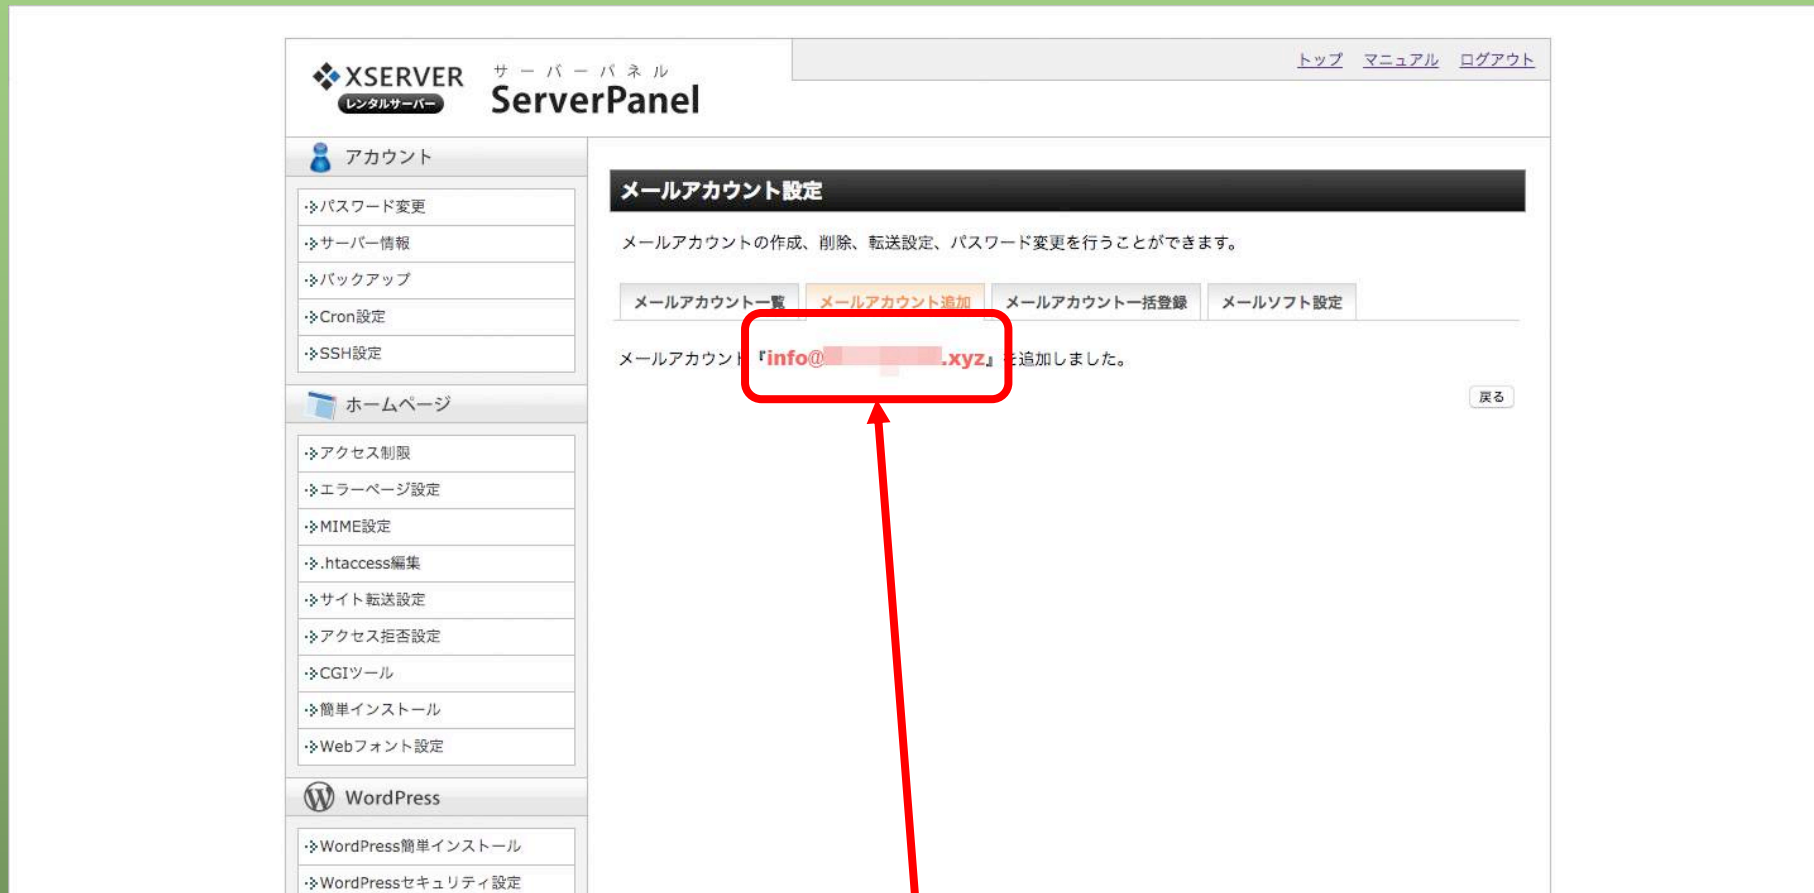 XSERVER
レンタルサーバー
サーバーパネル
ServerPanel
トップ マニュアル ログアウト
アカウント
パスワード変更
サーバー情報
バックアップ
Cron設定
SSH設定
ホームページ
アクセス制限
エラーページ設定
MIME設定
.htaccess編集
サイト転送設定
アクセス拒否設定
CGIツール
簡単インストール
Webフォント設定
WordPress
WordPress簡単インストール
WordPressセキュリティ設定
メールアカウント設定
メールアカウントの作成、削除、転送設定、パスワード変更を行うことができます。
メールアカウント一覧 メールアカウント追加 メールアカウント一括登録 メールソフト設定
メールアカウント『info@ .xyz』を追加しました。
戻る